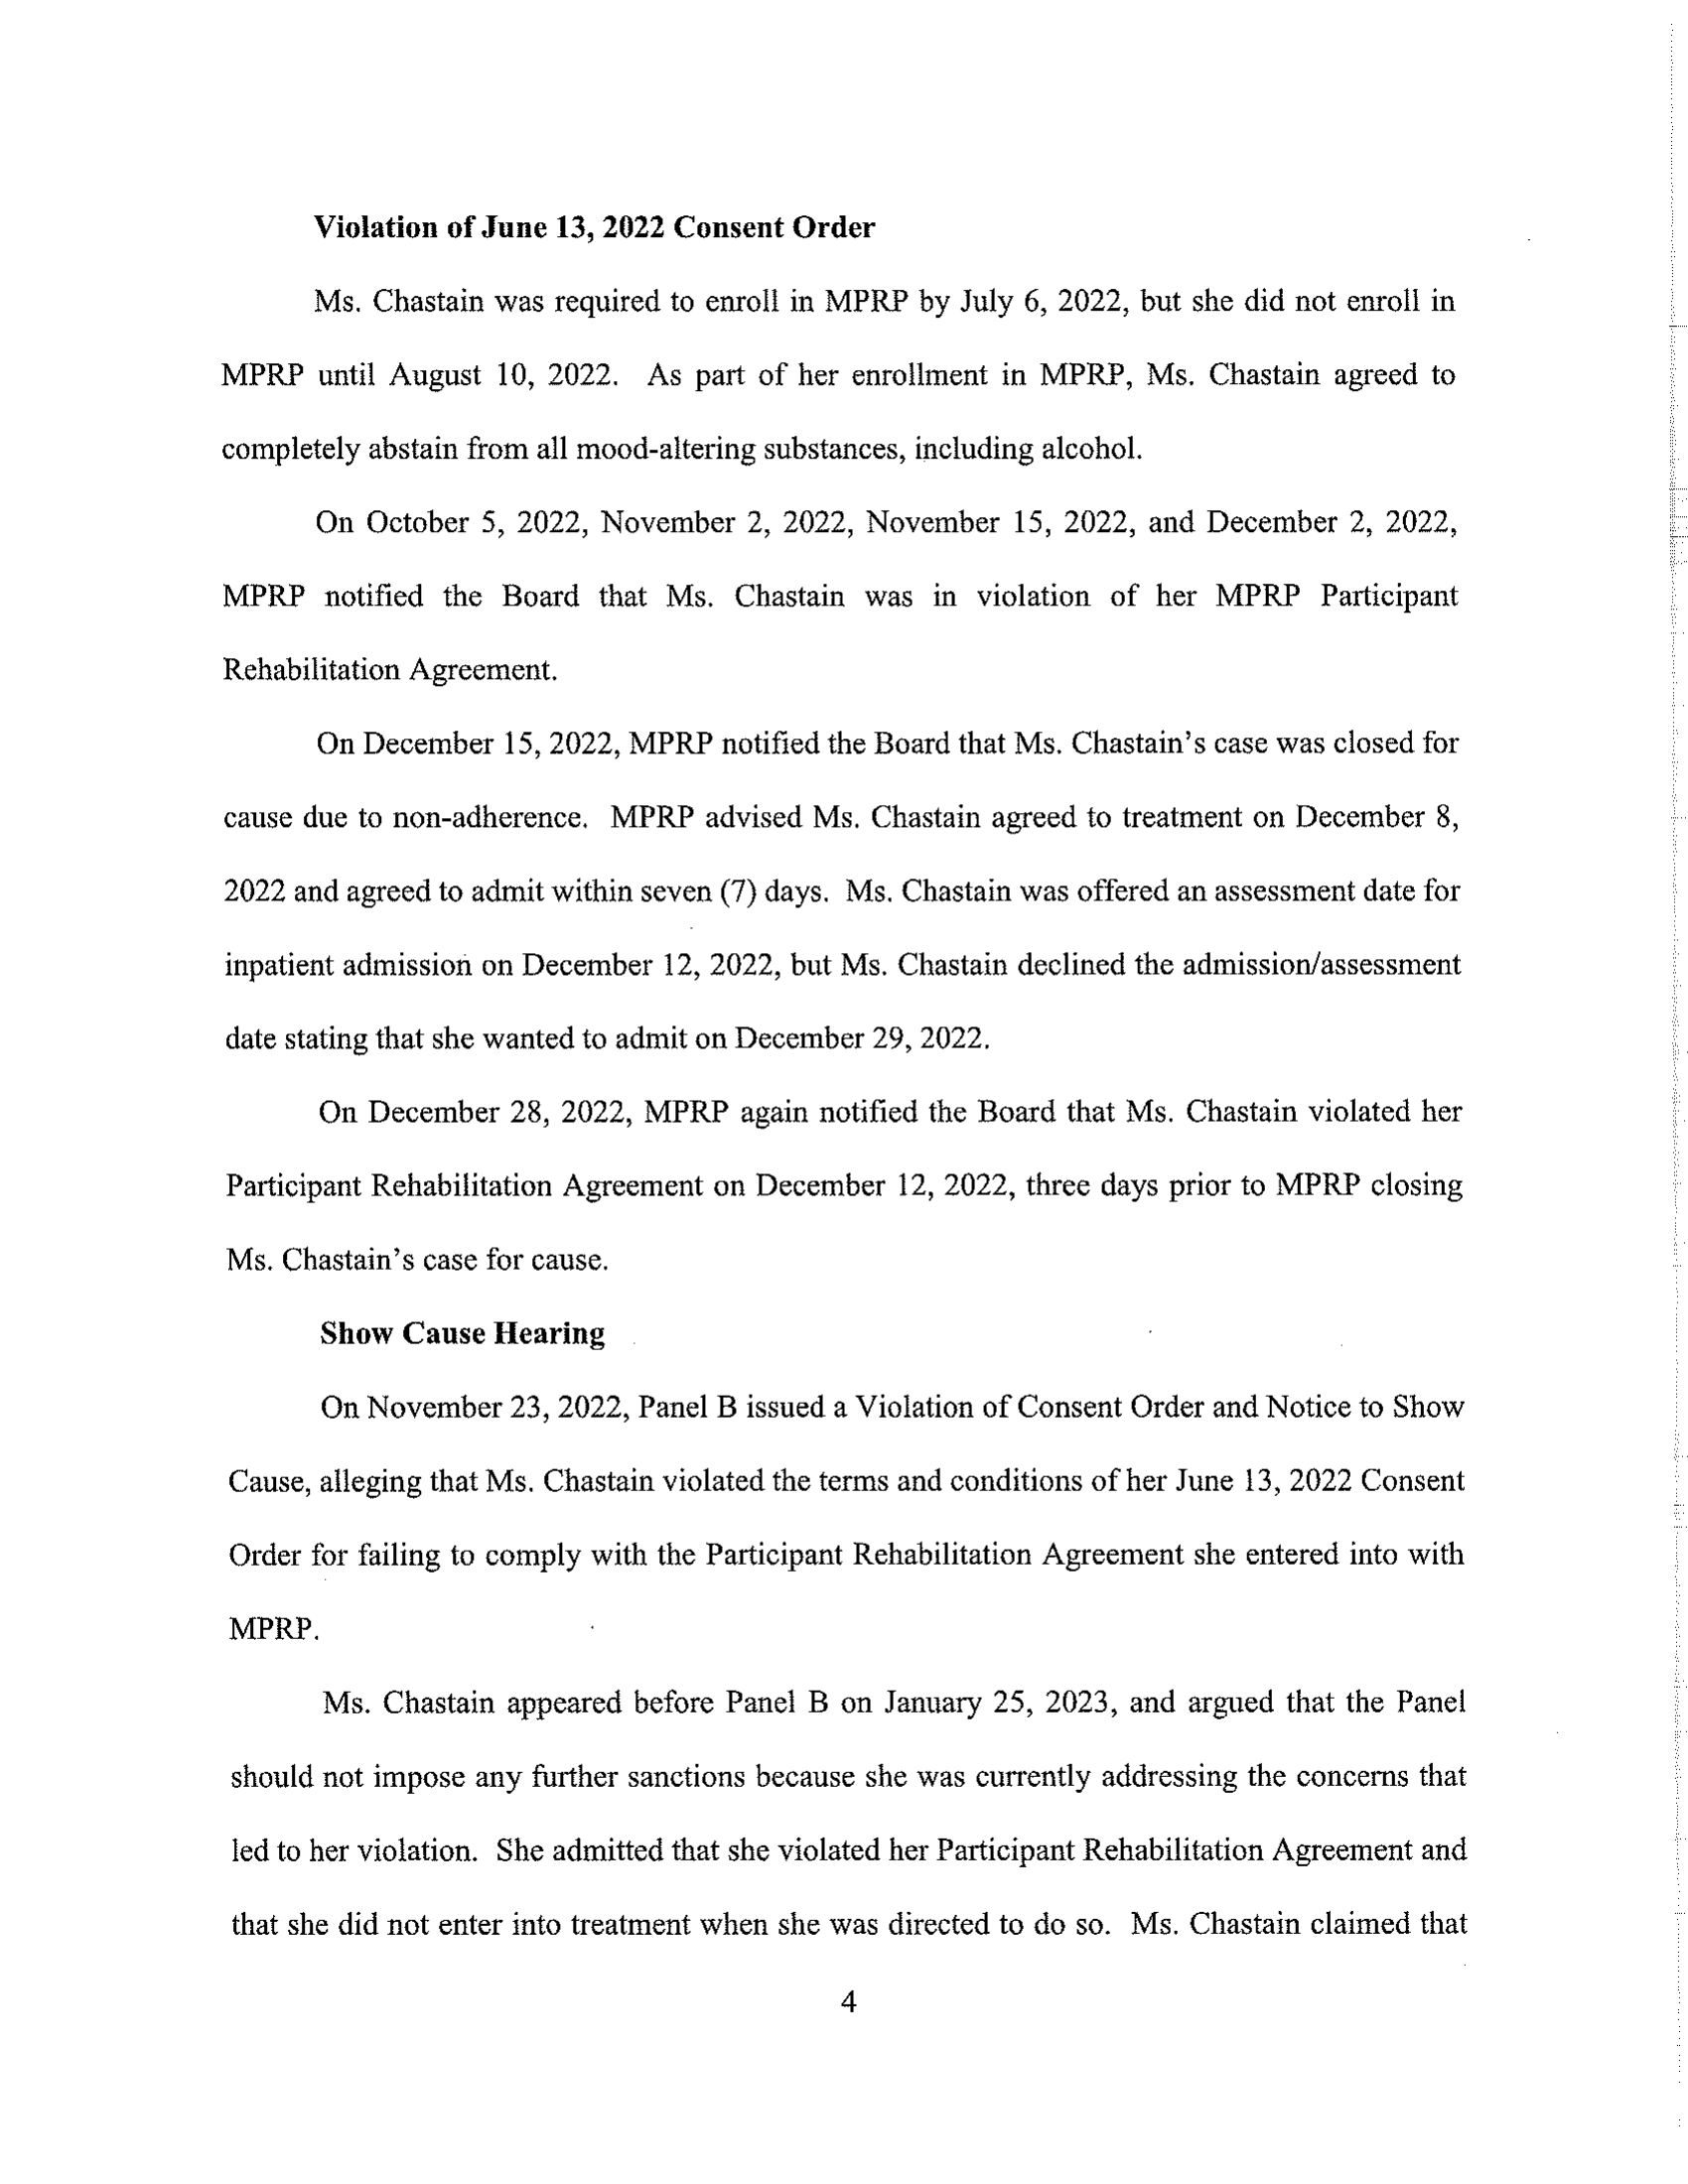 Violation of June 13, 2022 Consent Order
Ms. Chastain was required to enroll in MPRP by July 6, 2022, but she did not enroll in
MPRP until August 10, 2022. As part of her enrollment in MPRP, Ms. Chastain agreed to
completely abstain from all mood-altering substances, including alcohol.
On October 5, 2022, November 2, 2022, November 15, 2022, and December 2, 2022,
MPRP notified the Board that Ms. Chastain was in violation of her MPRP Participant
Rehabilitation Agreement.
On December 15, 2022, MPRP notified the Board that Ms. Chastain's case was closed for
cause due to non-adherence. MPRP advised Ms. Chastain agreed to treatment on December 8,
2022 and agreed to admit within seven (7) days. Ms. Chastain was offered an assessment date for
inpatient admission on December 12, 2022, but Ms. Chastain declined the admission/assessment
date stating that she wanted to admit on December 29, 2022.
On December 28, 2022, MPRP again notified the Board that Ms. Chastain violated her
Participant Rehabilitation Agreement on December 12, 2022, three days prior to MPRP closing
Ms. Chastain's case for cause.
Show Cause Hearing
On November 23, 2022, Panel B issued a Violation of Consent Order and Notice to Show
Cause, alleging that Ms. Chastain violated the terms and conditions of her June 13, 2022 Consent
Order for failing to comply with the Participant Rehabilitation Agreement she entered into with
MPRP.
Ms. Chastain appeared before Panel B on January 25, 2023, and argued that the Panel
should not impose any further sanctions because she was currently addressing the concerns that
led to her violation. She admitted that she violated her Participant Rehabilitation Agreement and
that she did not enter into treatment when she was directed to do so. Ms. Chastain claimed that
4